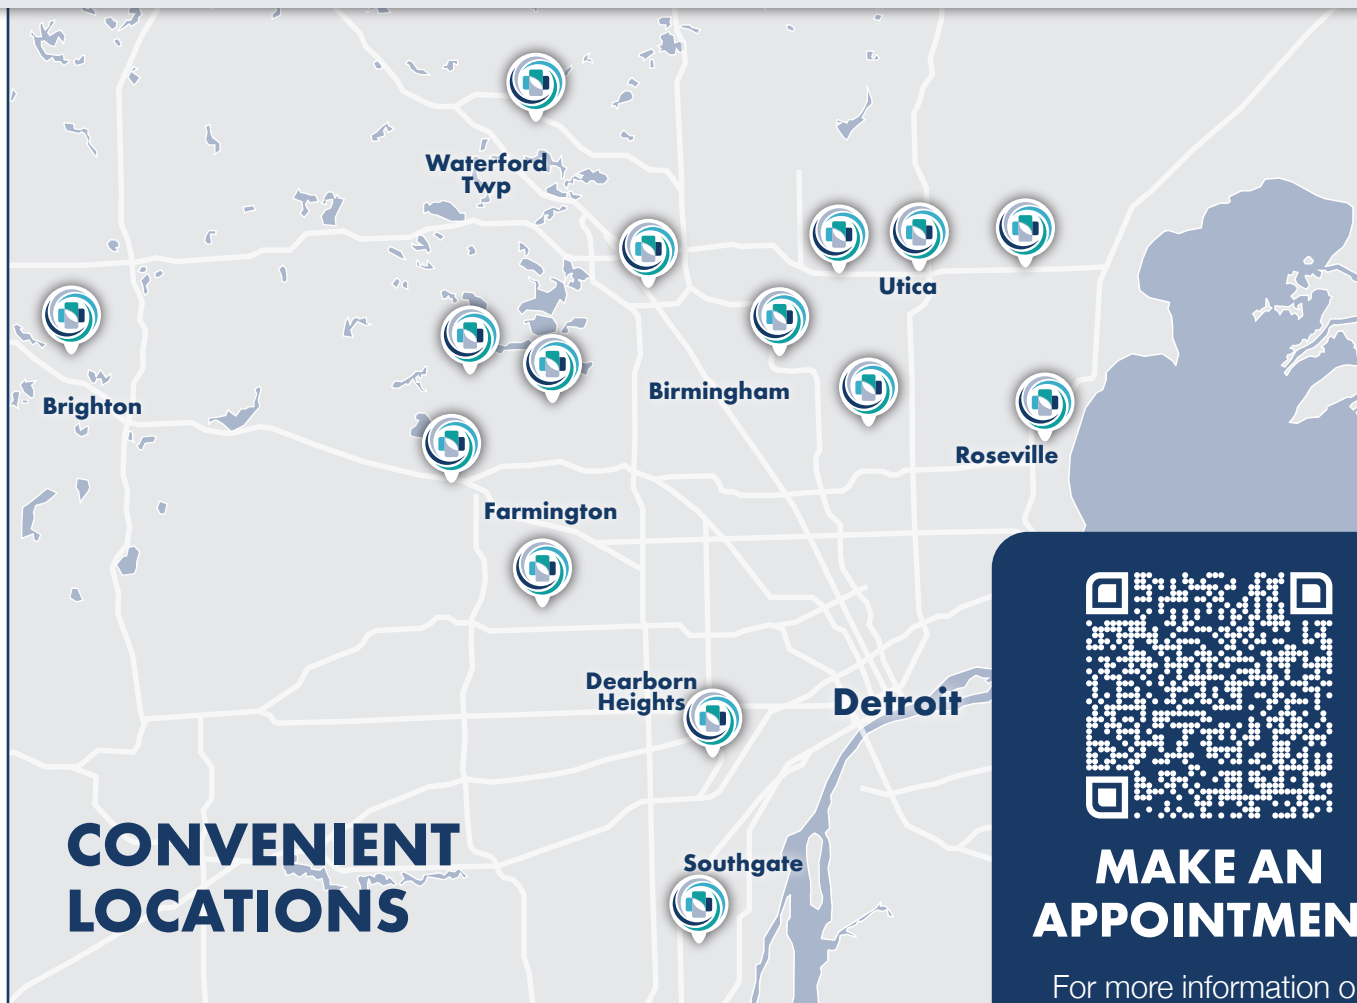 Waterford
Twp
Utica
Brighton
Birmingham
Roseville
Farmington
Dearborn
Heights
Detroit
CONVENIENT
LOCATIONS
Southgate
MAKE AN
APPOINTMEN
For more information o